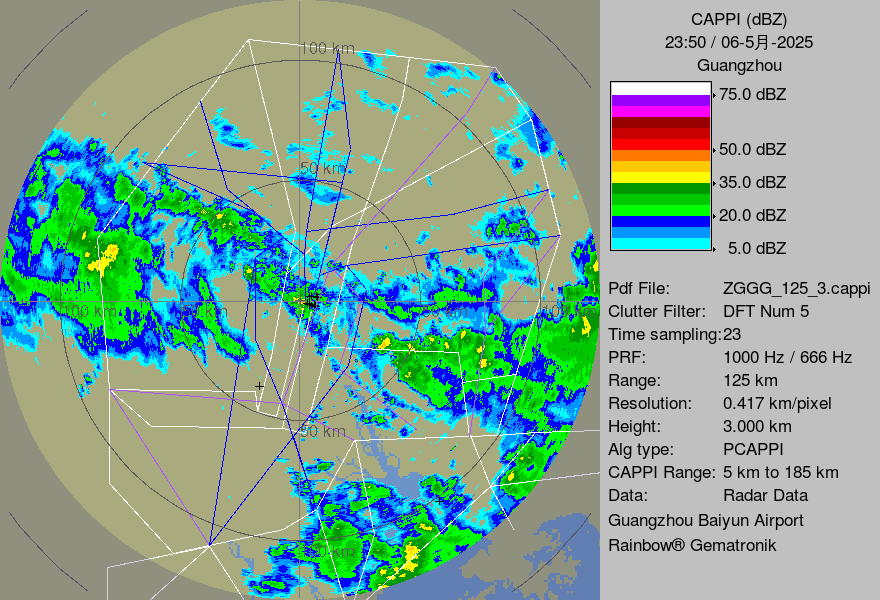 100 km
50 km
100 km
50 km
CAPPI (dBZ)
23:50 / 06-5月-2025
Guangzhou
75.0 dBZ
50.0 dBZ
35.0 dBZ
20.0 dBZ
5.0 dBZ
Pdf File: ZGGG_125_3.cappi
Clutter Filter: DFT Num 5
Time sampling:23
PRF: 1000 Hz / 666 Hz
Range: 125 km
Resolution: 0.417 km/pixel
Height: 3.000 km
Alg type: PCAPPI
CAPPI Range: 5 km to 185 km
Data: Radar Data
Guangzhou Baiyun Airport
Rainbow® Gematronik